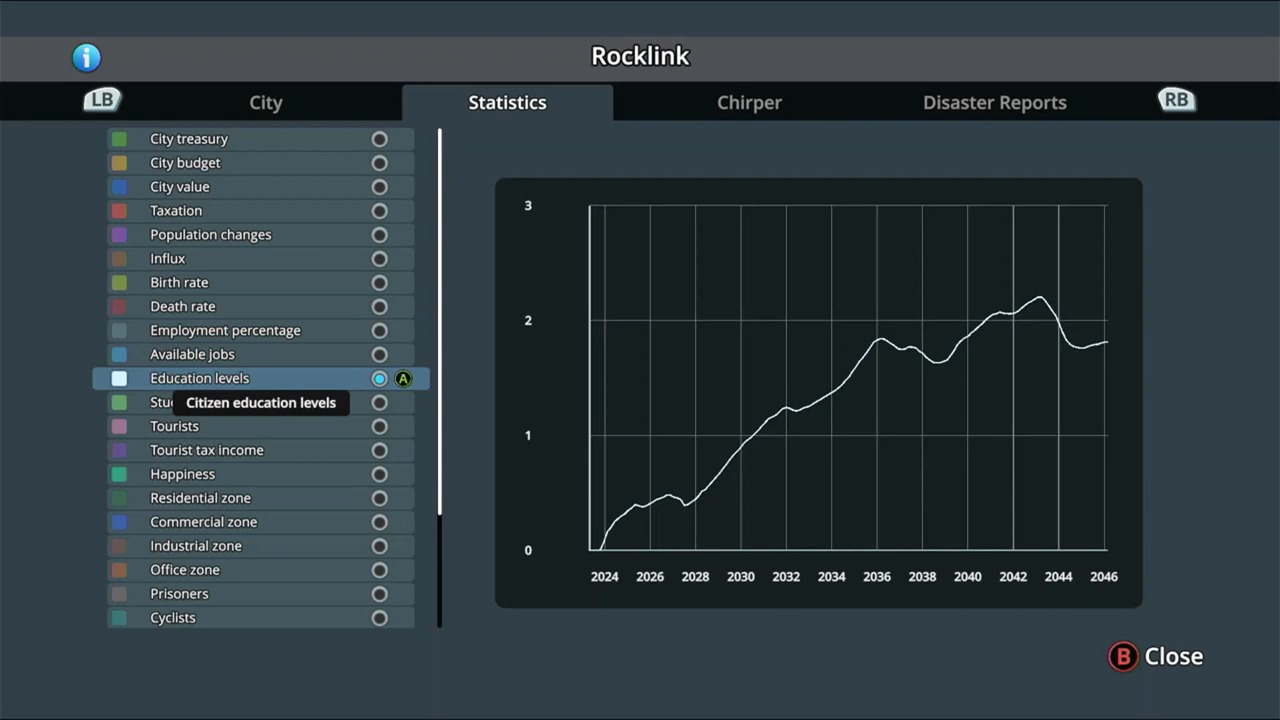 Rocklink
LB
City
Statistics
Chirper
Disaster Reports
RB
City treasury
City budget
City value
Taxation
Population changes
Influx
Birth rate
Death rate
Employment percentage
Available jobs
Education levels
A
Citizen education levels
Tourists
Tourist tax income
Happiness
Residential zone
Commercial zone
Industrial zone
Office zone
Prisoners
Cyclists
3
2
1
0
2024 2026 2028 2030 2032 2034 2036 2038 2040 2042 2044 2046
B Close